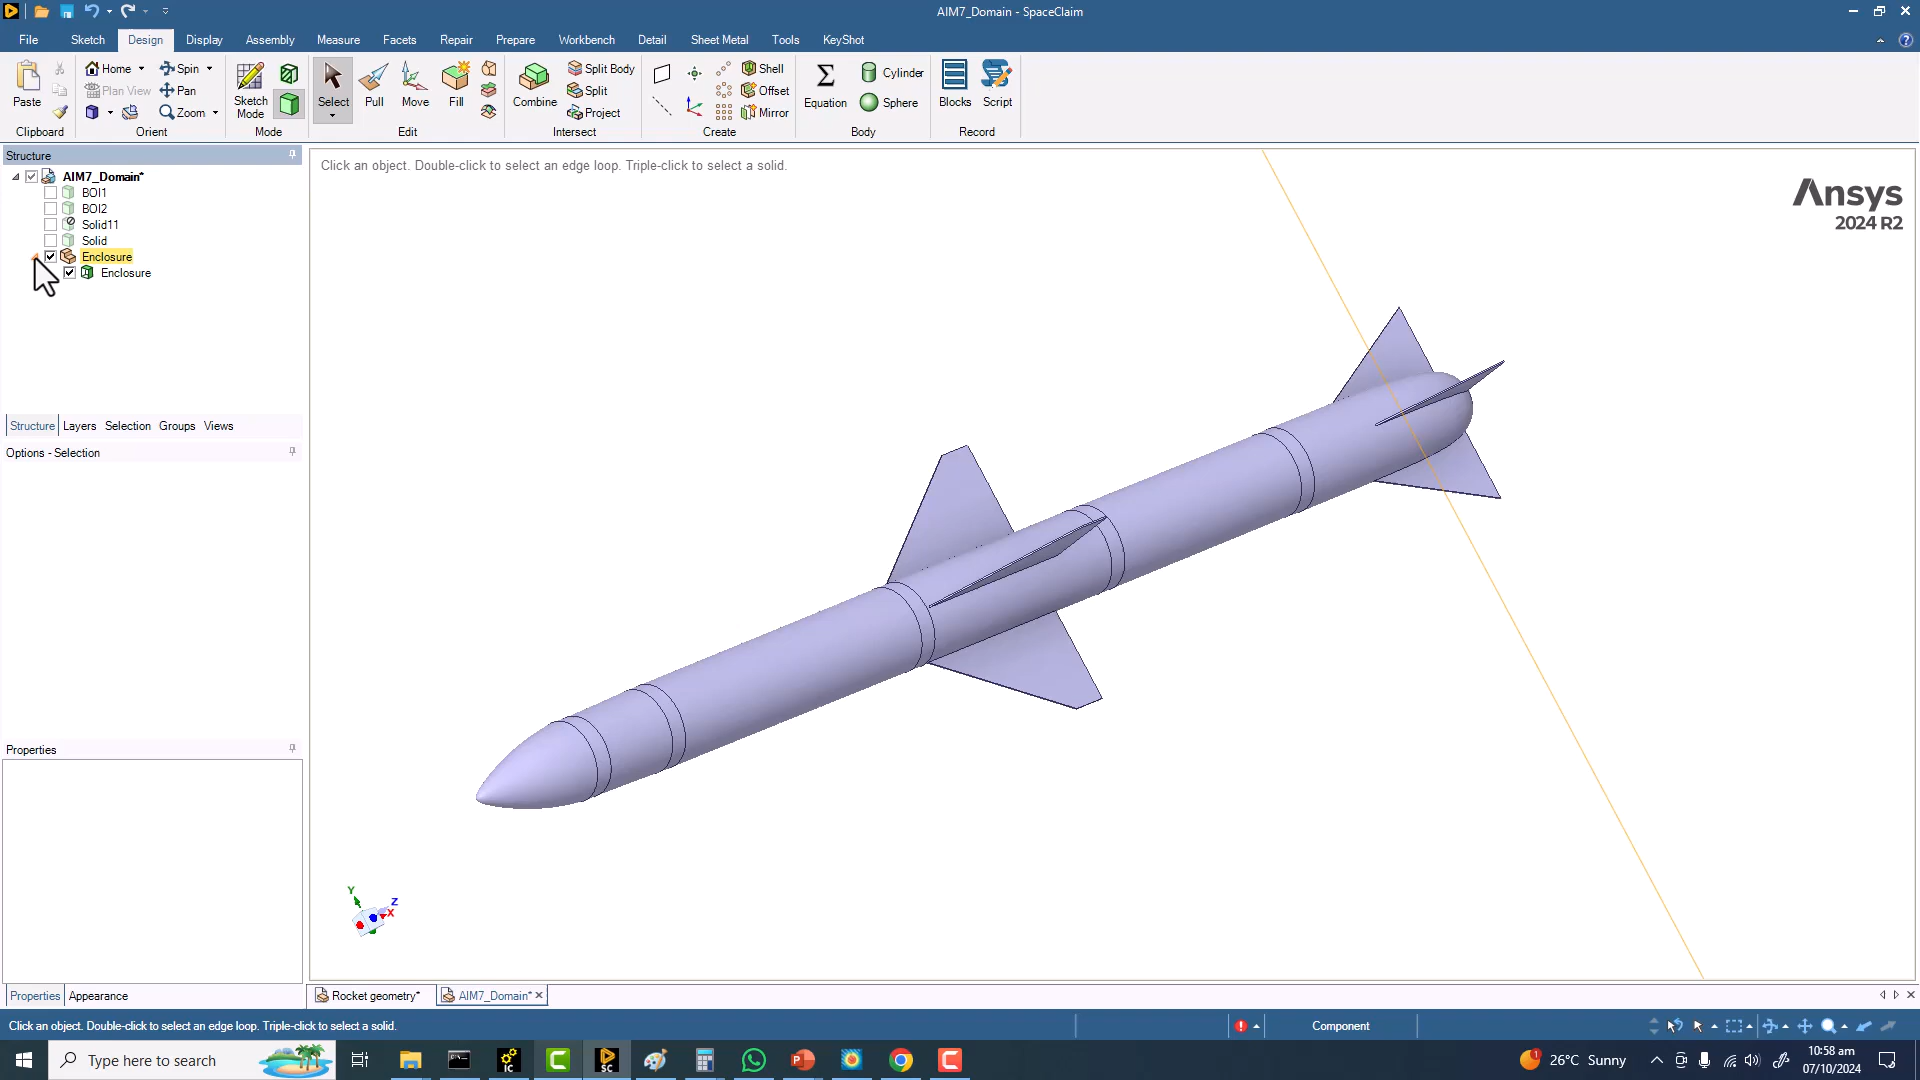 AIM7_Domain - SpaceClaim
File Sketch Design Display Assembly Measure Facets Repair Prepare Workbench Detail Sheet Metal Tools KeyShot
Paste
Clipboard
Home Spin
Plan View Pan
Zoom
Orient
Sketch Mode
Mode
Select Pull Move Fill
Edit
Combine
Split Body
Split
Project
Intersect
Shell
Offset
Mirror
Create
Equation
Cylinder
Sphere
Body
Blocks Script
Record
Structure
AIM7_Domain*
BOI1
BOI2
Solid11
Solid
Enclosure
Enclosure
Structure Layers Selection Groups Views
Options - Selection
Properties
Properties Appearance
Click an object. Double-click to select an edge loop. Triple-click to select a solid.
Ansys
2024 R2
Y
Z
X
Rocket geometry* AIM7_Domain*
Click an object. Double-click to select an edge loop. Triple-click to select a solid.
Component
Type here to search
IC
SC
1
26°C Sunny
10:58 am
07/10/2024